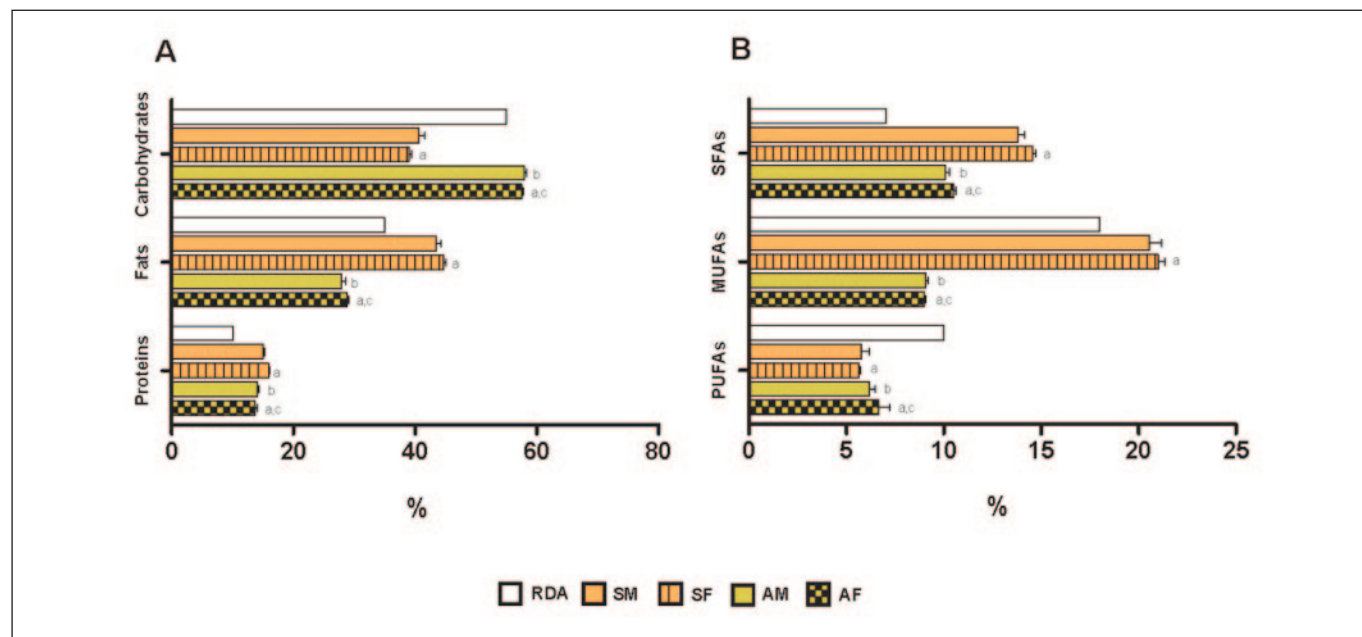 A
Carbohydrates
a
b
a,c
Fats
a
b
a,c
Proteins
a
b
a,c
0 20 40 60 80
%
B
SFAs
a
b
a,c
MUFAs
a
b
a,c
PUFAs
a
b
a,c
0 5 10 15 20 25
%
RDA SM SF AM AF